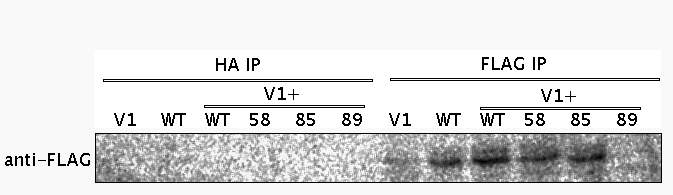 HA IP FLAG IP
V1+ V1+
V1 WT WT 58 85 89 V1 WT WT 58 85 89
anti-FLAG